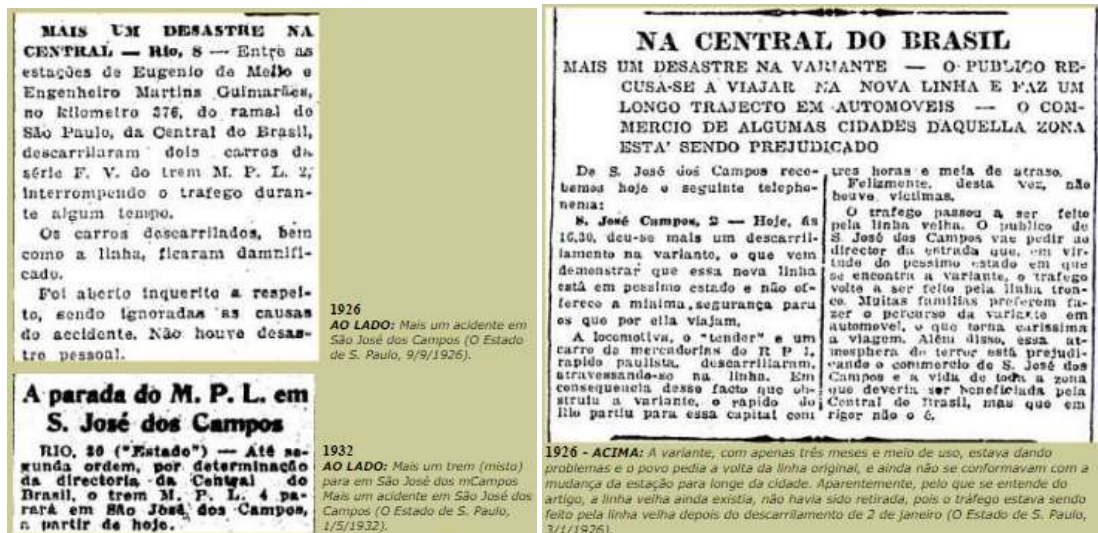 MAIS UM DESASTRE NA
CENTRAL — Rio, 8 — Entre as
estações de Eugenio de Mello e
Engenheiro Martins Guimarães,
no kilometro 376, do ramal de
São Paulo, da Central do Brasil,
descarrilaram dois carros da
série F. V. do trem M. P. L. 2,
interrompendo o trafego duran-
te algum tempo.
Os carros descarrilados, bem
como a linha, ficaram damnifi-
cado.
Foi aberto inquerito a respei-
to, sendo ignoradas as causas
do accidente. Não houve desas-
tre pessoal.
1926
AO LADO: Mais um acidente em
São José dos Campos (O Estado
de S. Paulo, 9/9/1926).
A parada do M. P. L. em
S. José dos Campos
RIO, 30 ("Estado") — Até se-
gunda ordem, por determinação
da directoria da Central do
Brasil, o trem M. P. L. 4 pa-
rará em São José dos Campos,
a partir de hoje.
1932
AO LADO: Mais um trem (misto)
para em São José dos mCampos
Mais um acidente em São José dos
Campos (O Estado de S. Paulo,
1/5/1932).
NA CENTRAL DO BRASIL
MAIS UM DESASTRE NA VARIANTE — O PUBLICO RE-
CUSA-SE A VIAJAR NA NOVA LINHA E FAZ UM
LONGO TRAJECTO EM AUTOMOVEIS — O COM-
MERCIO DE ALGUMAS CIDADES DAQUELLA ZONA
ESTA' SENDO PREJUDICADO
De S. José dos Campos rece-
bemos hoje o seguinte telepho-
nema:
S. José Campos, 2 — Hoje, ás
16,30, deu-se mais um descarril-
lamento na variante, o que vem
demonstrar que essa nova linha
está em pessimo estado e não of-
ferece a minima segurança para
os que por ella viajam.
A locomotiva, o "tender" e um
carro de mercadorias do R P 1,
rapido paulista, descarrillaram,
atravessando-se na linha. Em
consequencia desse facto que ob-
struiu a variante, o rapido do
Rio partiu para essa capital com
tres horas e meia de atraso.
Felizmente, desta vez, não
houve victimas.
O trafego passou a ser feito
pela linha velha. O publico de
S José dos Campos vae pedir ao
director da estrada que, em vir-
tude do pessimo estado em que
se encontra a variante, o trafego
volte a ser feito pela linha tron-
co. Muitas familias preferem fa-
zer o percurso da variante em
automovel, o que torna carissima
a viagem. Além disso, essa at-
mosphera de terror está prejudi-
cando o commercio de S. José dos
Campos e a vida de toda a zona
que deveria ser beneficiada pela
Central do Brasil, mas que em
rigor não o é.
1926 - ACIMA: A variante, com apenas três meses e meio de uso, estava dando
problemas e o povo pedia a volta da linha original, e ainda não se conformavam com a
mudança da estação para longe da cidade. Aparentemente, pelo que se entende do
artigo, a linha velha ainda existia, não havia sido retirada, pois o tráfego estava sendo
feito pela linha velha depois do descarrilamento de 2 de janeiro (O Estado de S. Paulo,
3/1/1926).